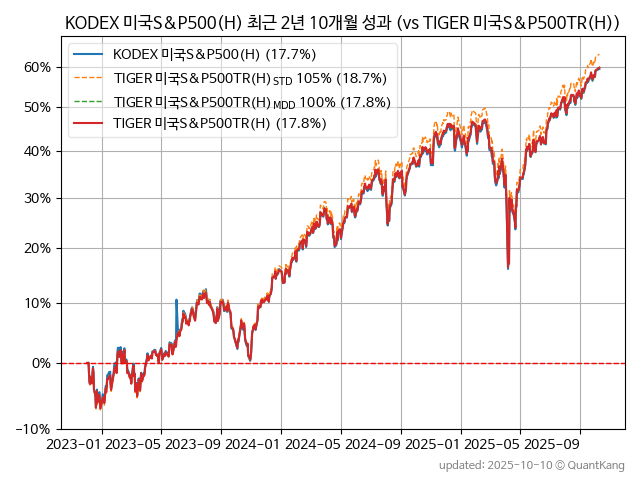 KODEX 미국S&P500(H) 최근 2년 10개월 성과 (vs TIGER 미국S&P500TR(H))
KODEX 미국S&P500(H) (17.7%)
TIGER 미국S&P500TR(H) STD 105% (18.7%)
TIGER 미국S&P500TR(H) MDD 100% (17.8%)
TIGER 미국S&P500TR(H) (17.8%)
60%
50%
40%
30%
20%
10%
0%
-10%
2023-01 2023-05 2023-09 2024-01 2024-05 2024-09 2025-01 2025-05 2025-09
updated: 2025-10-10 © QuantKang